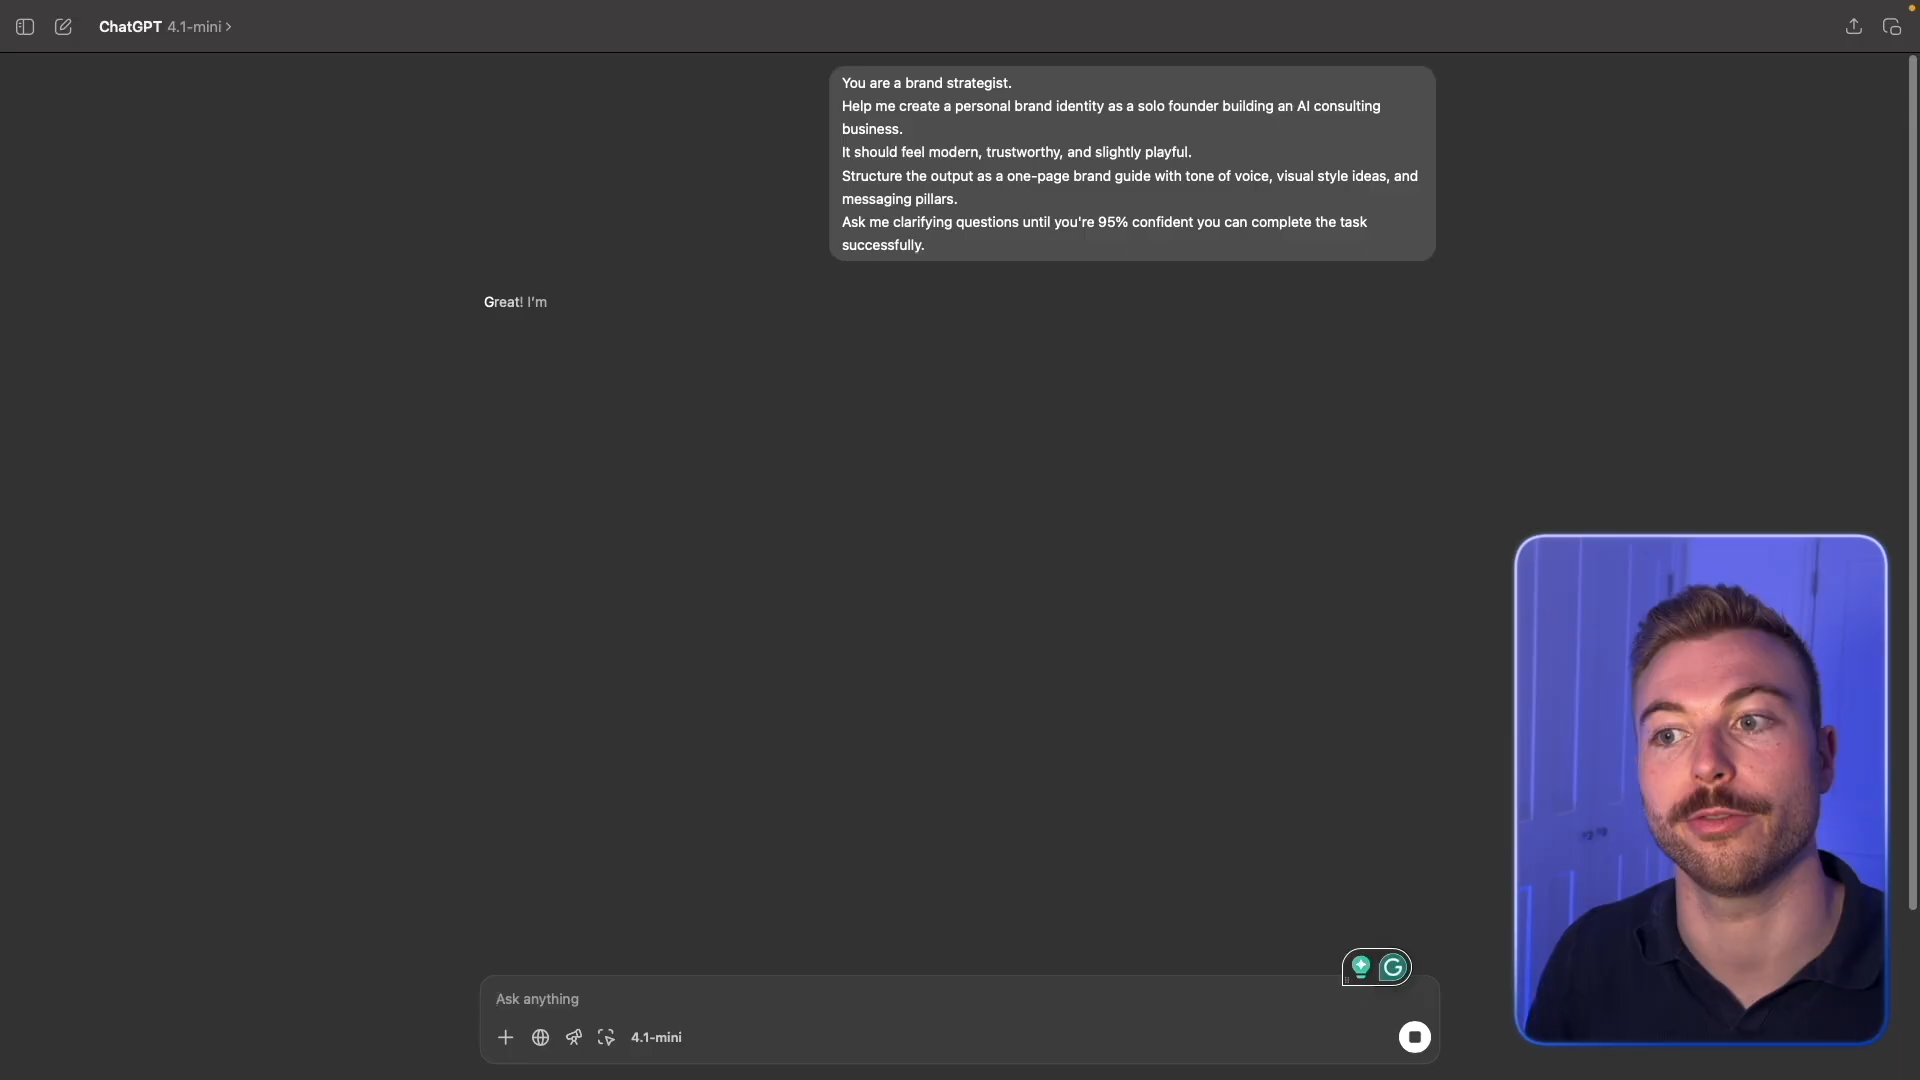 ChatGPT 4.1-mini >
You are a brand strategist.
Help me create a personal brand identity as a solo founder building an AI consulting
business.
It should feel modern, trustworthy, and slightly playful.
Structure the output as a one-page brand guide with tone of voice, visual style ideas, and
messaging pillars.
Ask me clarifying questions until you're 95% confident you can complete the task
successfully.
Great! I'm
Ask anything
4.1-mini